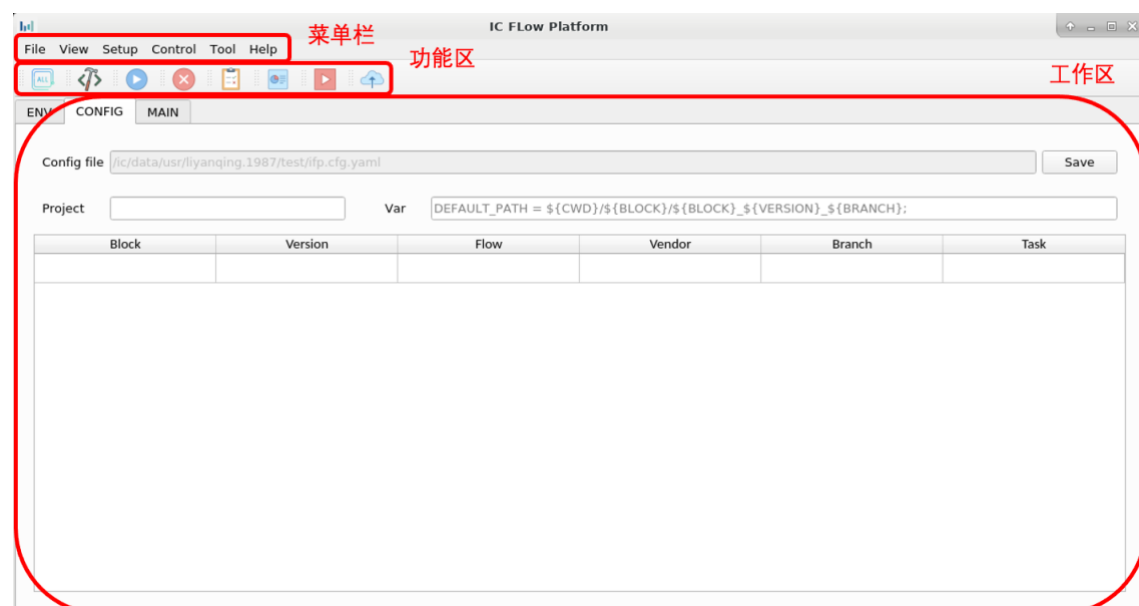 IC FLow Platform
File View Setup Control Tool Help
菜单栏
功能区
工作区
ALL
ENV CONFIG MAIN
Config file /ic/data/usr/liyanqing.1987/test/ifp.cfg.yaml Save
Project Var DEFAULT_PATH = ${CWD}/${BLOCK}/${BLOCK}_${VERSION}_${BRANCH};
Block Version Flow Vendor Branch Task